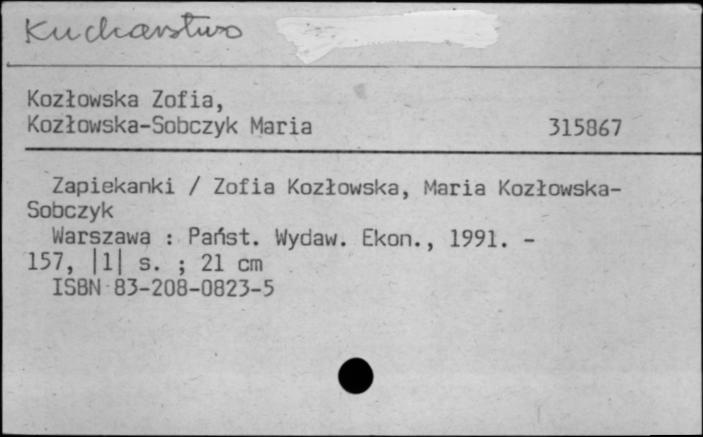 Kucharstwo
Kozłowska Zofia,
Kozłowska-Sobczyk Maria 315867
Zapiekanki / Zofia Kozłowska, Maria Kozłowska-
Sobczyk
Warszawa : Państ. Wydaw. Ekon., 1991. -
157, |1| s. ; 21 cm
ISBN 83-208-0823-5